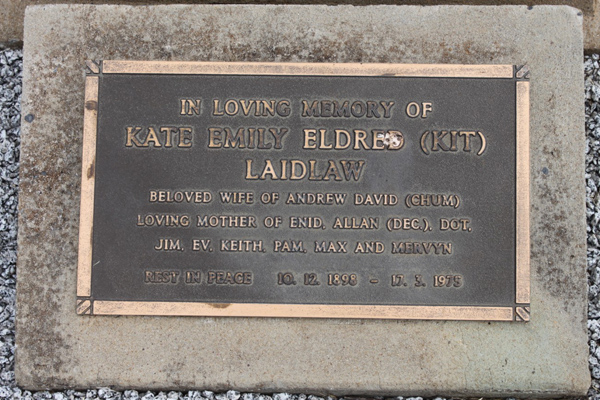 IN LOVING MEMORY OF
KATE EMILY ELDRED (KIT)
LAIDLAW
BELOVED WIFE OF ANDREW DAVID (CHUM)
LOVING MOTHER OF ENID, ALLAN (DEC.), DOT,
JIM, EV, KEITH, PAM, MAX AND MERVYN
REST IN PEACE 10. 12. 1898 - 17. 3. 1975